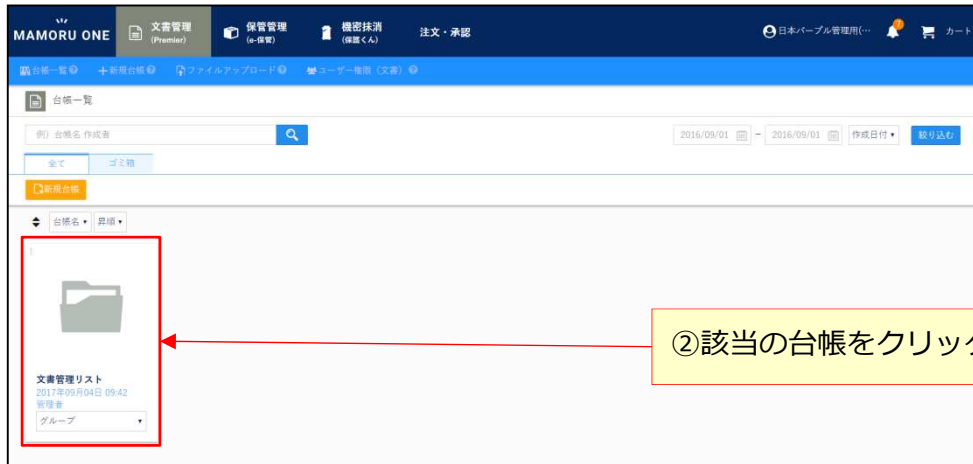 MAMORU ONE
文書管理
(Premier)
保管管理
(e-保管)
機密抹消
(保護くん)
注文・承認
日本パープル管理用(…
カート
台帳一覧
新規台帳
ファイルアップロード
ユーザー権限（文書）
台帳一覧
例）台帳名 作成者
2016/09/01 ~ 2016/09/01 作成日付 絞り込む
全て
ゴミ箱
新規台帳
台帳名 昇順
文書管理リスト
2017年09月04日 09:42
管理者
グループ
②該当の台帳をクリック